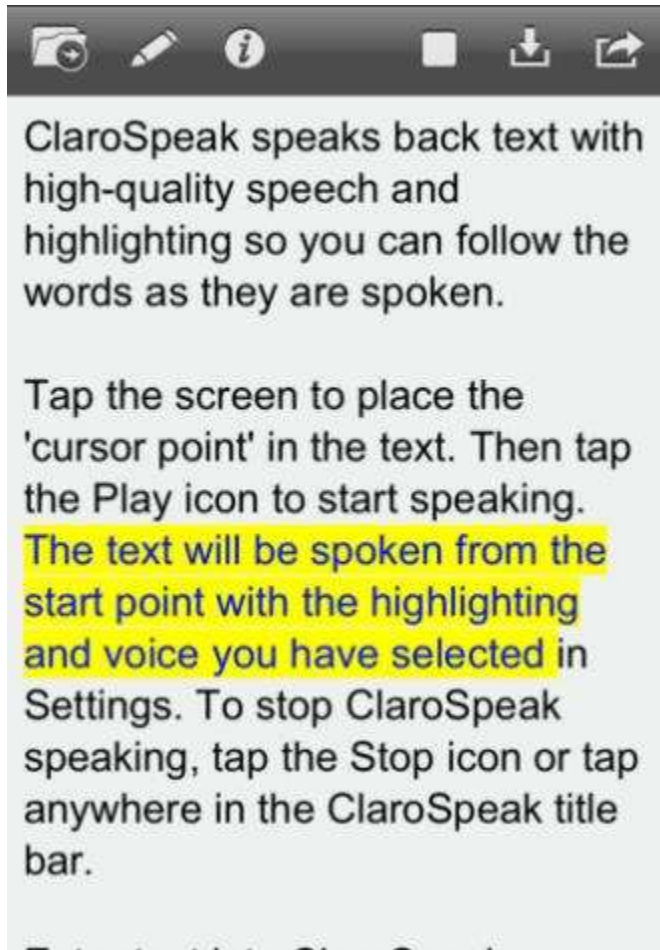 ClaroSpeak speaks back text with
high-quality speech and
highlighting so you can follow the
words as they are spoken.
Tap the screen to place the
'cursor point' in the text. Then tap
the Play icon to start speaking.
The text will be spoken from the
start point with the highlighting
and voice you have selected in
Settings. To stop ClaroSpeak
speaking, tap the Stop icon or tap
anywhere in the ClaroSpeak title
bar.